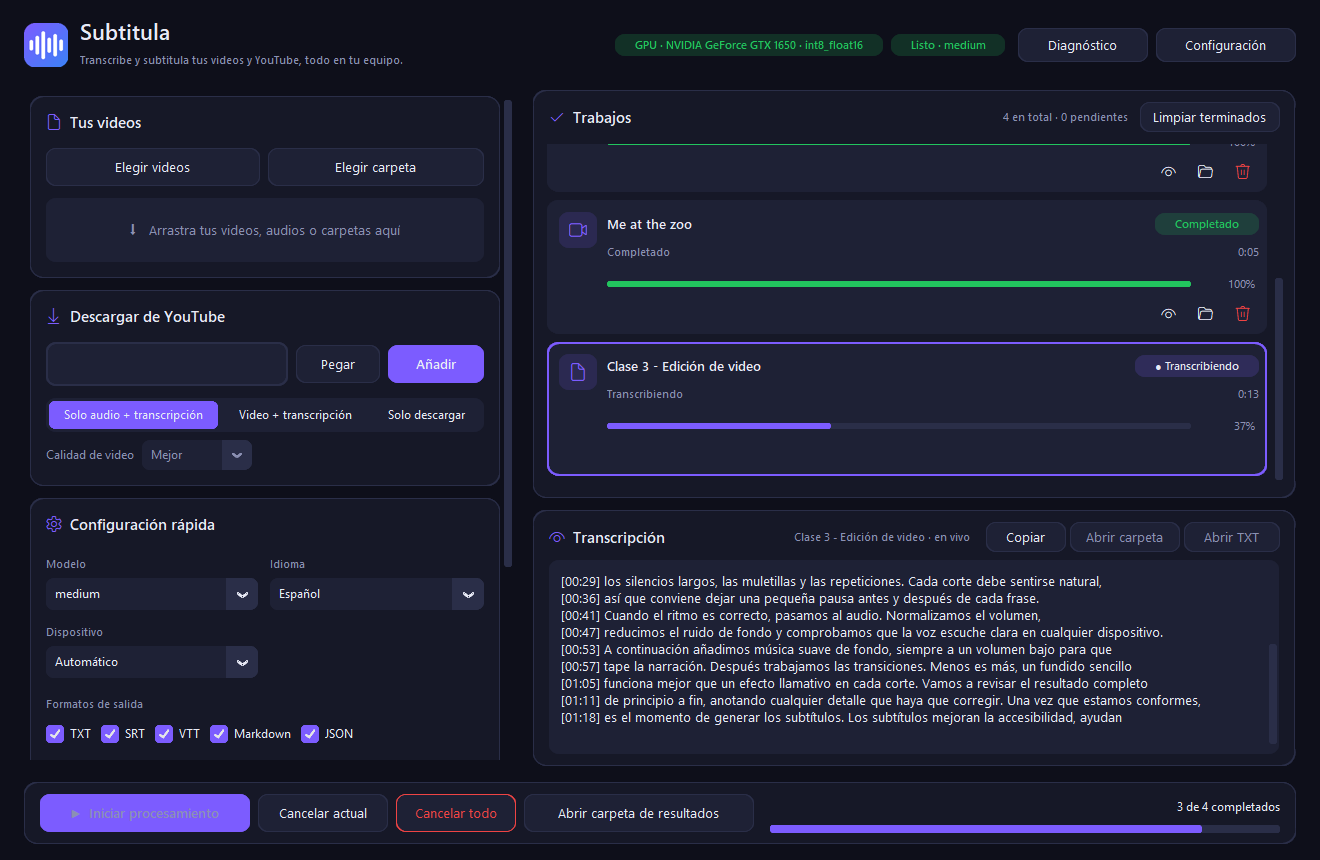 Subtitula
Transcribe y subtitula tus videos y YouTube, todo en tu equipo.
GPU · NVIDIA GeForce GTX 1650 · int8_float16
Listo · medium
Diagnóstico
Configuración
Tus videos
Elegir videos
Elegir carpeta
Arrastra tus videos, audios o carpetas aquí
Descargar de YouTube
Pegar
Añadir
Solo audio + transcripción
Video + transcripción
Solo descargar
Calidad de video
Mejor
Configuración rápida
Modelo
Idioma
medium
Español
Dispositivo
Automático
Formatos de salida
TXT
SRT
VTT
Markdown
JSON
Trabajos
4 en total · 0 pendientes
Limpiar terminados
100%
Me at the zoo
Completado
Completado
0:05
100%
Clase 3 - Edición de video
● Transcribiendo
Transcribiendo
0:13
37%
Transcripción
Clase 3 - Edición de video · en vivo
Copiar
Abrir carpeta
Abrir TXT
[00:29] los silencios largos, las muletillas y las repeticiones. Cada corte debe sentirse natural,
[00:36] así que conviene dejar una pequeña pausa antes y después de cada frase.
[00:41] Cuando el ritmo es correcto, pasamos al audio. Normalizamos el volumen,
[00:47] reducimos el ruido de fondo y comprobamos que la voz escuche clara en cualquier dispositivo.
[00:53] A continuación añadimos música suave de fondo, siempre a un volumen bajo para que
[00:57] tape la narración. Después trabajamos las transiciones. Menos es más, un fundido sencillo
[01:05] funciona mejor que un efecto llamativo en cada corte. Vamos a revisar el resultado completo
[01:11] de principio a fin, anotando cualquier detalle que haya que corregir. Una vez que estamos conformes,
[01:18] es el momento de generar los subtítulos. Los subtítulos mejoran la accesibilidad, ayudan
Iniciar procesamiento
Cancelar actual
Cancelar todo
Abrir carpeta de resultados
3 de 4 completados